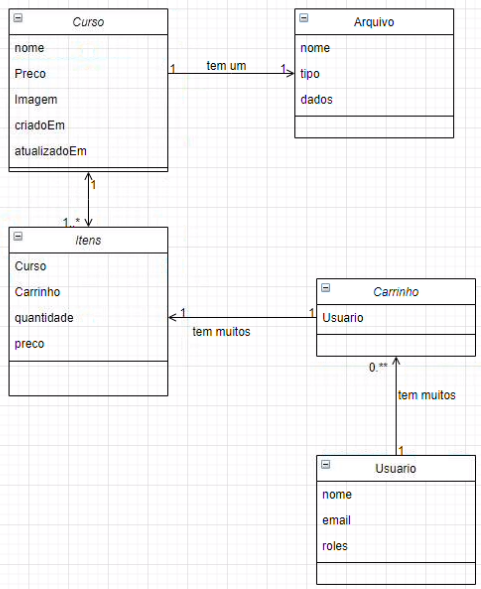 Curso
nome
Preco
Imagem
criadoEm
atualizadoEm
1
tem um
1
Arquivo
nome
tipo
dados
1
1..*
Itens
Curso
Carrinho
quantidade
preco
1
tem muitos
1
Carrinho
Usuario
0.**
tem muitos
1
Usuario
nome
email
roles